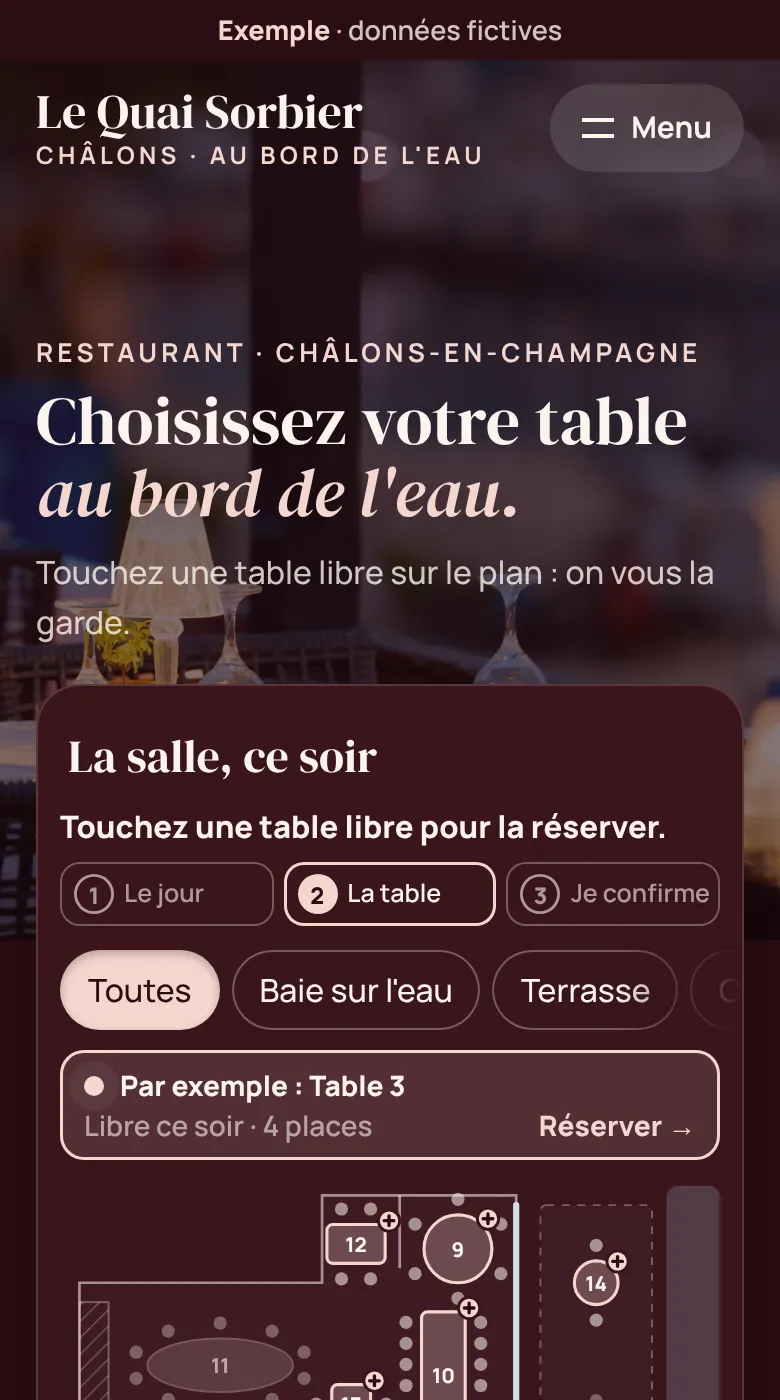 Exemple · données fictives
Le Quai Sorbier
CHÂLONS · AU BORD DE L'EAU
Menu
RESTAURANT · CHÂLONS-EN-CHAMPAGNE
Choisissez votre table
au bord de l'eau.
Touchez une table libre sur le plan : on vous la
garde.
La salle, ce soir
Touchez une table libre pour la réserver.
1 Le jour
2 La table
3 Je confirme
Toutes
Baie sur l'eau
Terrasse
Par exemple : Table 3
Libre ce soir · 4 places
Réserver →
12
9
14
11
10